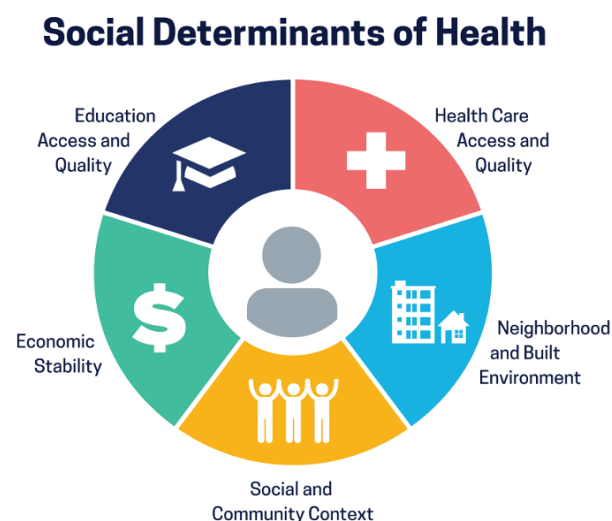 Social Determinants of Health
Education
Access and
Quality
Health Care
Access and
Quality
$
Economic
Stability
Neighborhood
and Built
Environment
Social and
Community Context